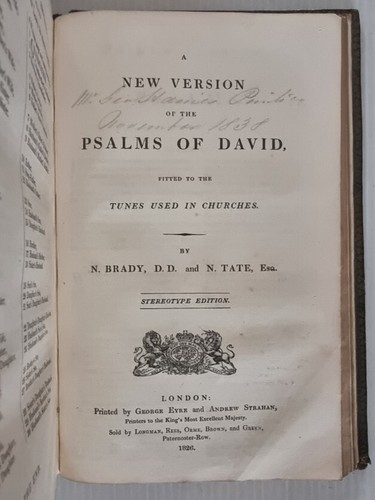 A
NEW VERSION
OF THE
November 1838
PSALMS OF DAVID,
FITTED TO THE
TUNES USED IN CHURCHES.
BY
N. BRADY, D. D. and N. TATE, Esq.
STEREOTYPE EDITION.
LONDON:
Printed by GEORGE EYRE and ANDREW STRAHAN,
Printers to the King's Most Excellent Majesty.
Sold by LONGMAN, REES, ORME, BROWN, and GREEN,
Paternoster-Row.
1826.